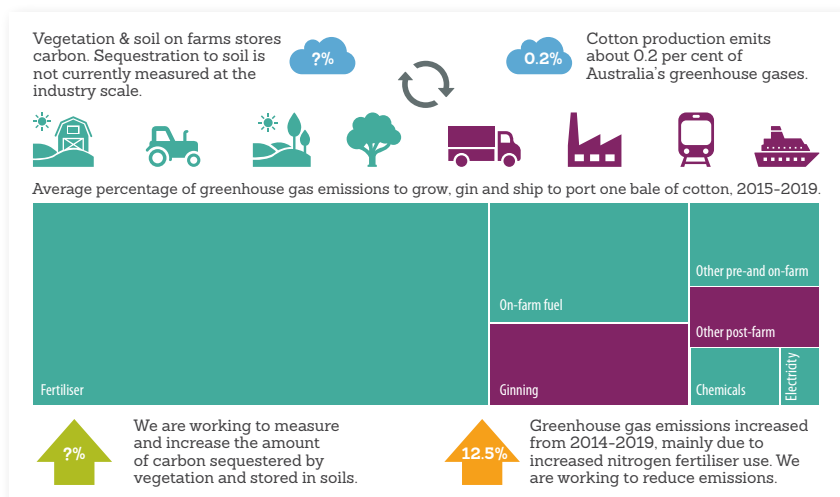 Vegetation & soil on farms stores
carbon. Sequestration to soil is
not currently measured at the
industry scale.
?%
0.2%
Cotton production emits
about 0.2 per cent of
Australia's greenhouse gases.
Average percentage of greenhouse gas emissions to grow, gin and ship to port one bale of cotton, 2015-2019.
Fertiliser
On-farm fuel
Ginning
Other pre-and on-farm
Other post-farm
Chemicals
Electridity
?%
We are working to measure
and increase the amount
of carbon sequestered by
vegetation and stored in soils.
12.5%
Greenhouse gas emissions increased
from 2014-2019, mainly due to
increased nitrogen fertiliser use. We
are working to reduce emissions.